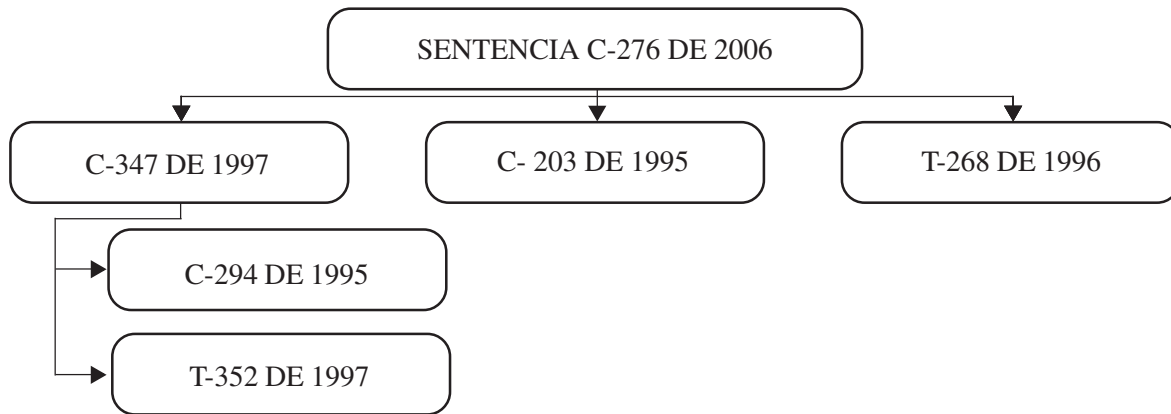 SENTENCIA C-276 DE 2006
C-347 DE 1997
C- 203 DE 1995
T-268 DE 1996
C-294 DE 1995
T-352 DE 1997